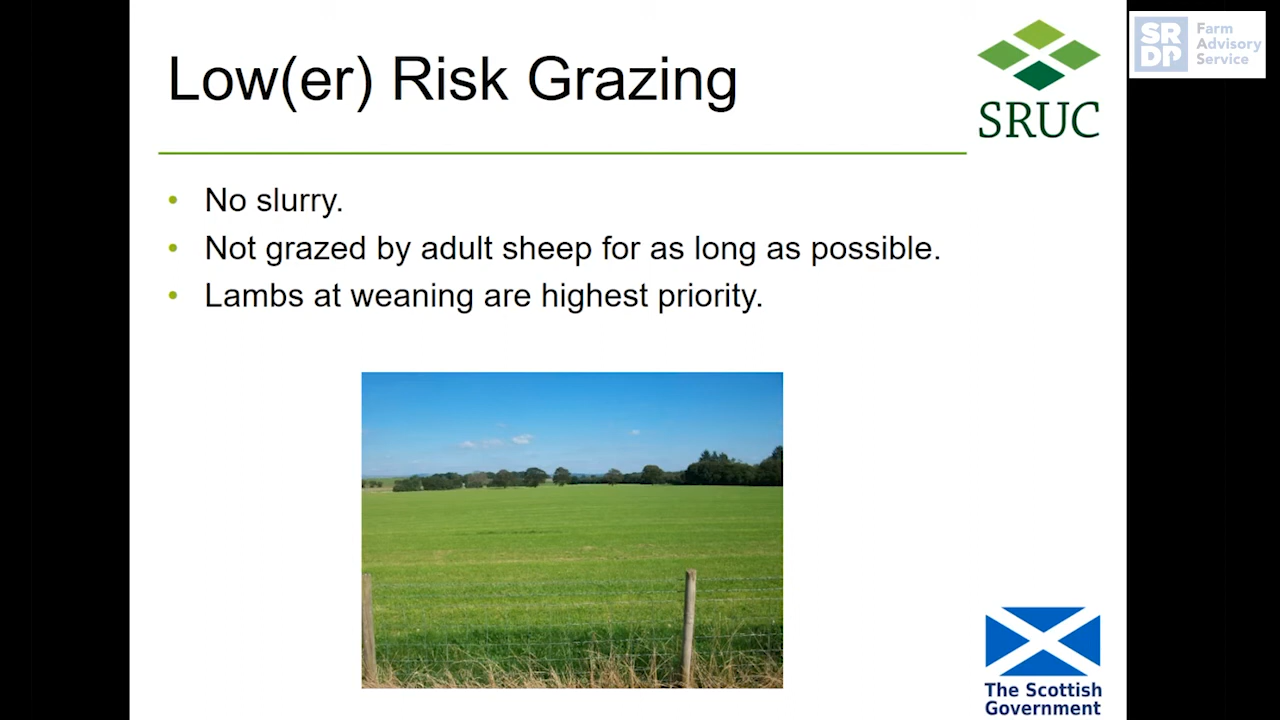 Low(er) Risk Grazing
SRUC
SRDP
Farm
Advisory
Service
• No slurry.
• Not grazed by adult sheep for as long as possible.
• Lambs at weaning are highest priority.
The Scottish
Government